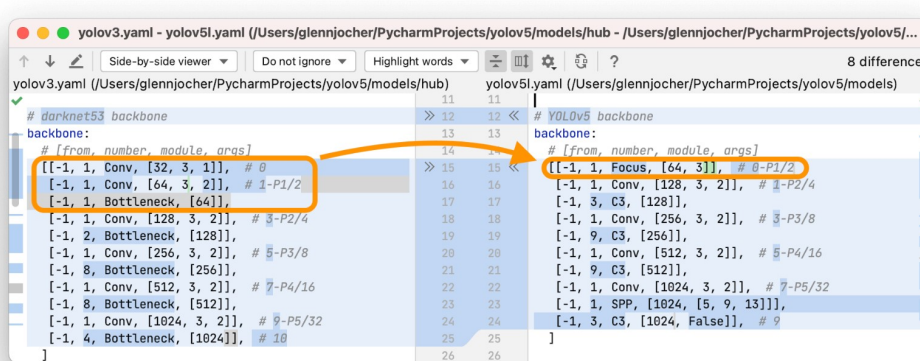 yolov3.yaml - yolov5l.yaml (/Users/glennjocher/PycharmProjects/yolov5/models/hub - /Users/glennjocher/PycharmProjects/yolov5/...
Side-by-side viewer Do not ignore Highlight words ? 8 difference
yolov3.yaml (/Users/glennjocher/PycharmProjects/yolov5/models/hub) yolov5l.yaml (/Users/glennjocher/PycharmProjects/yolov5/models)
11 11
# darknet53 backbone 12 12 # YOLOv5 backbone
backbone: 13 13 backbone:
# [from, number, module, args] 14 14 # [from, number, module, args]
[[-1, 1, Conv, [32, 3, 1]], # 0 15 15 [[-1, 1, Focus, [64, 3]], # 0-P1/2
[-1, 1, Conv, [64, 3, 2]], # 1-P1/2 16 16 [-1, 1, Conv, [128, 3, 2]], # 1-P2/4
[-1, 1, Bottleneck, [64]], 17 17 [-1, 3, C3, [128]],
[-1, 1, Conv, [128, 3, 2]], # 3-P2/4 18 18 [-1, 1, Conv, [256, 3, 2]], # 3-P3/8
[-1, 2, Bottleneck, [128]], 19 19 [-1, 9, C3, [256]],
[-1, 1, Conv, [256, 3, 2]], # 5-P3/8 20 20 [-1, 1, Conv, [512, 3, 2]], # 5-P4/16
[-1, 8, Bottleneck, [256]], 21 21 [-1, 9, C3, [512]],
[-1, 1, Conv, [512, 3, 2]], # 7-P4/16 22 22 [-1, 1, Conv, [1024, 3, 2]], # 7-P5/32
[-1, 8, Bottleneck, [512]], 23 23 [-1, 1, SPP, [1024, [5, 9, 13]]],
[-1, 1, Conv, [1024, 3, 2]], # 9-P5/32 24 24 [-1, 3, C3, [1024, False]], # 9
[-1, 4, Bottleneck, [1024]], # 10 25 25 ]
] 26 26